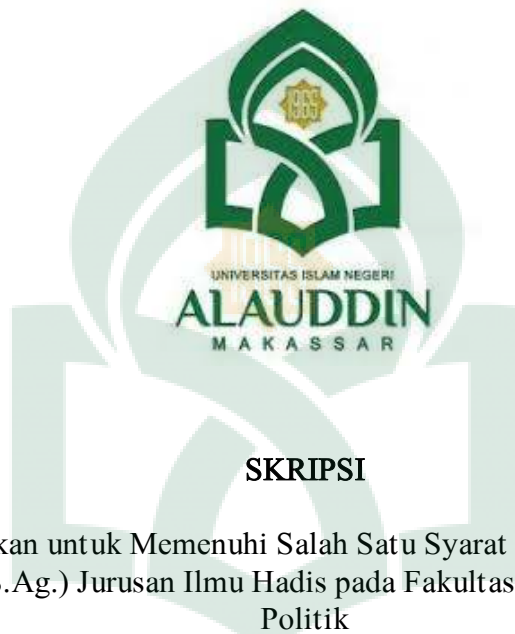 1965
UNIVERSITAS ISLAM NEGERI
ALAUDDIN
MAKASSAR
SKRIPSI
kan untuk Memenuhi Salah Satu Syarat
.Ag.) Jurusan Ilmu Hadis pada Fakultas
Politik